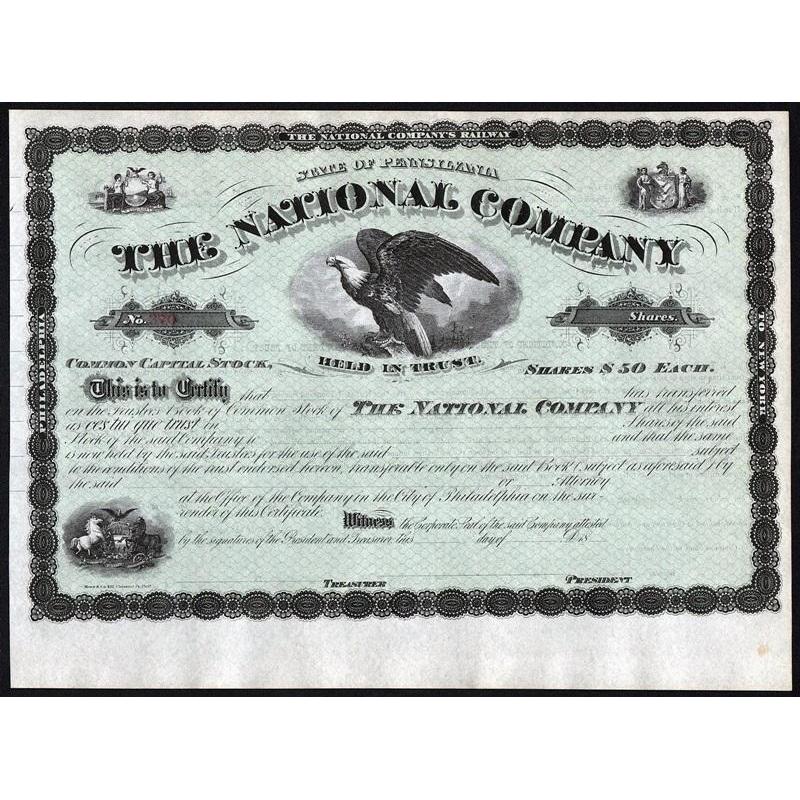 THE NATIONAL COMPANY'S RAILWAY
STATE OF PENNSYLVANIA
THE NATIONAL COMPANY
No.
Shares.
HELD IN TRUST.
COMMON CAPITAL STOCK,
SHARES $50 EACH.
This is to Certify that has transferred
on the Trustees Book of Common Stock of THE NATIONAL COMPANY all his interest
as cestu que trust in Shares of the said
Stock of the said Company to and that the same
is now held by the said Trustees for the use of the said subject
to the conditions of the trust endorsed hereon, transferable only on the said Book (subject as aforesaid) by
the said or Attorney
at the Office of the Company in the City of Philadelphia on the sur-
render of this Certificate.
Witness the Corporate Seal of the said Company attested
by the signatures of the President and Treasurer this day of A.D. 18
TREASURER
PRESIDENT
PHILADELPHIA
TO NEW YORK